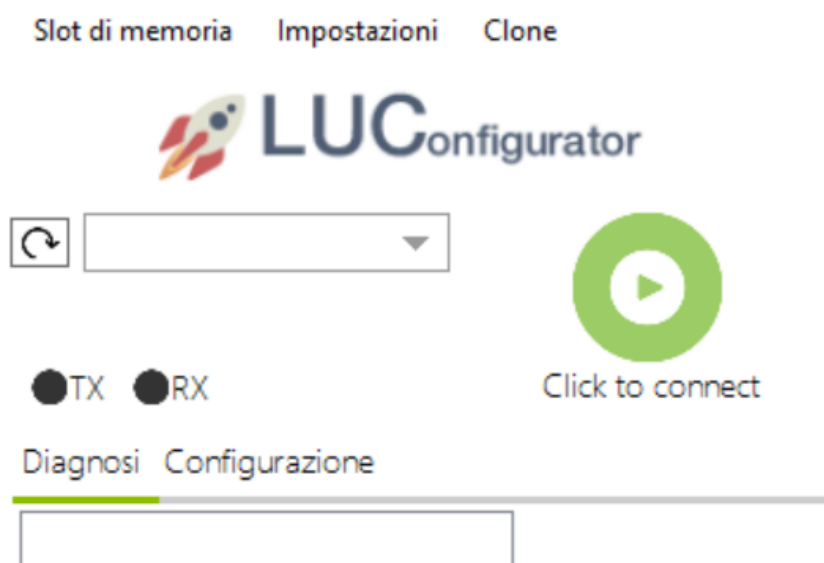 Slot di memoria Impostazioni Clone
LUConfigurator
TX RX
Click to connect
Diagnosi Configurazione